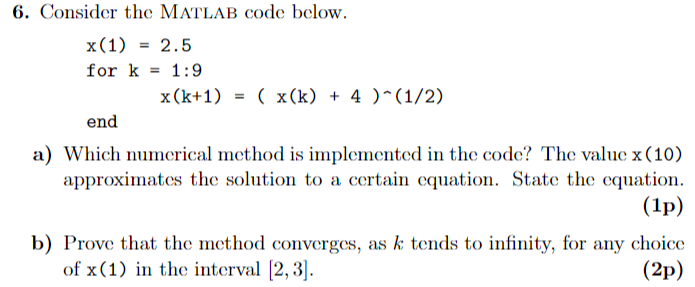 6. Consider the MATLAB code below.
x(1) = 2.5
for k = 1:9
x(k+1) = ( x(k) + 4 )^(1/2)
end
a) Which numerical method is implemented in the code? The value x(10)
approximates the solution to a certain equation. State the equation.
(1p)
b) Prove that the method converges, as k tends to infinity, for any choice
of x(1) in the interval [2,3]. (2p)